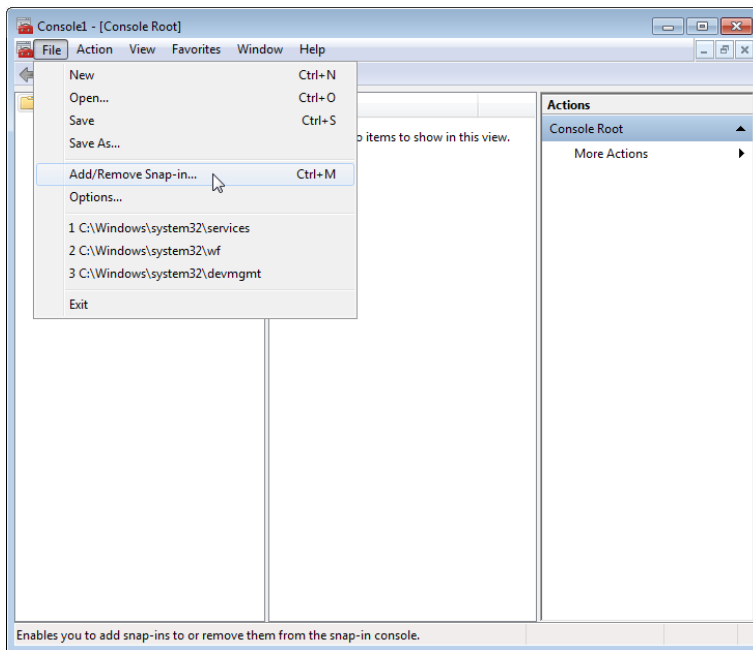 Console1 - [Console Root]
File Action View Favorites Window Help
New Ctrl+N
Open... Ctrl+O
Save Ctrl+S
Save As...
Add/Remove Snap-in... Ctrl+M
Options...
1 C:\Windows\system32\services
2 C:\Windows\system32\wf
3 C:\Windows\system32\devmgmt
Exit
items to show in this view.
Actions
Console Root
More Actions
Enables you to add snap-ins to or remove them from the snap-in console.